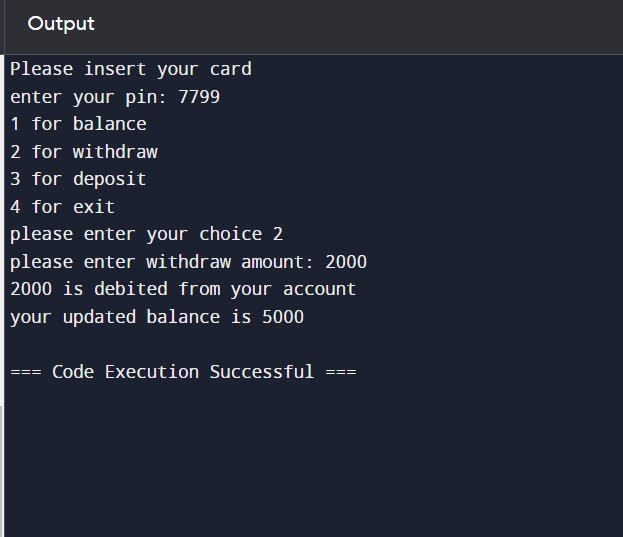 Output
Please insert your card
enter your pin: 7799
1 for balance
2 for withdraw
3 for deposit
4 for exit
please enter your choice 2
please enter withdraw amount: 2000
2000 is debited from your account
your updated balance is 5000
=== Code Execution Successful ===